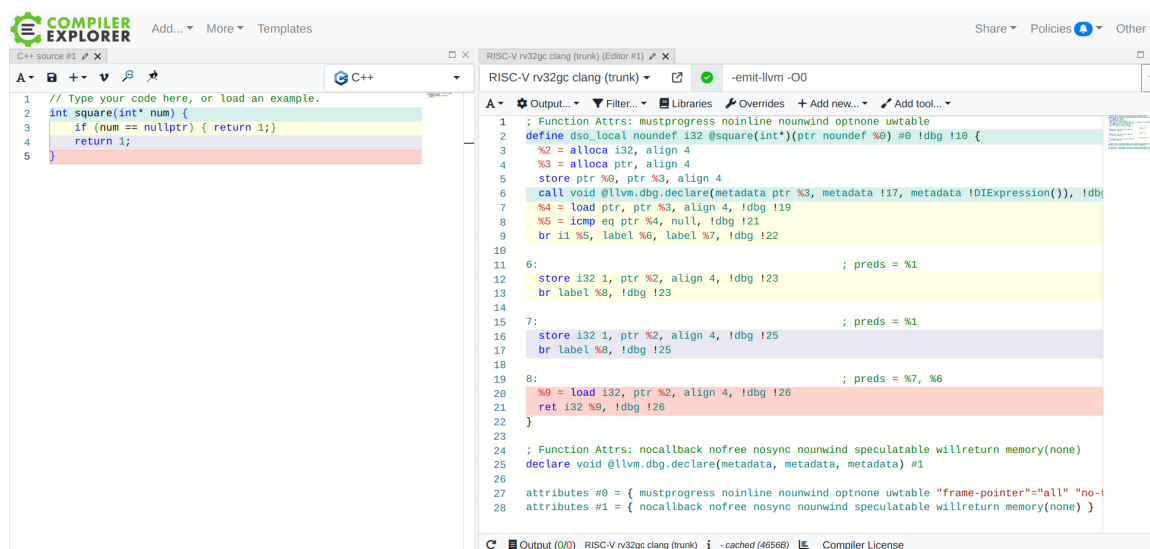 COMPILER
EXPLORER
Add...
More
Templates
Share
Policies
Other
C++ source #1
A
C++
1 // Type your code here, or load an example.
2 int square(int* num) {
3     if (num == nullptr) { return 1;}
4     return 1;
5 }
RISC-V rv32gc clang (trunk) (Editor #1)
RISC-V rv32gc clang (trunk)
-emit-llvm -O0
A
Output...
Filter...
Libraries
Overrides
Add new...
Add tool...
1 ; Function Attrs: mustprogress noinline nounwind optnone uwtable
2 define dso_local noundef i32 @square(int*)(ptr noundef %0) #0 !dbg !10 {
3   %2 = alloca i32, align 4
4   %3 = alloca ptr, align 4
5   store ptr %0, ptr %3, align 4
6   call void @llvm.dbg.declare(metadata ptr %3, metadata !17, metadata !DIExpression()), !dbg
7   %4 = load ptr, ptr %3, align 4, !dbg !19
8   %5 = icmp eq ptr %4, null, !dbg !21
9   br i1 %5, label %6, label %7, !dbg !22
10
11 6:                                                ; preds = %1
12   store i32 1, ptr %2, align 4, !dbg !23
13   br label %8, !dbg !23
14
15 7:                                                ; preds = %1
16   store i32 1, ptr %2, align 4, !dbg !25
17   br label %8, !dbg !25
18
19 8:                                                ; preds = %7, %6
20   %9 = load i32, ptr %2, align 4, !dbg !26
21   ret i32 %9, !dbg !26
22 }
23
24 ; Function Attrs: nocallback nofree nosync nounwind speculatable willreturn memory(none)
25 declare void @llvm.dbg.declare(metadata, metadata, metadata) #1
26
27 attributes #0 = { mustprogress noinline nounwind optnone uwtable "frame-pointer"="all" "no-t
28 attributes #1 = { nocallback nofree nosync nounwind speculatable willreturn memory(none) }
Output (0/0) RISC-V rv32gc clang (trunk) i - cached (4656B) Compiler License